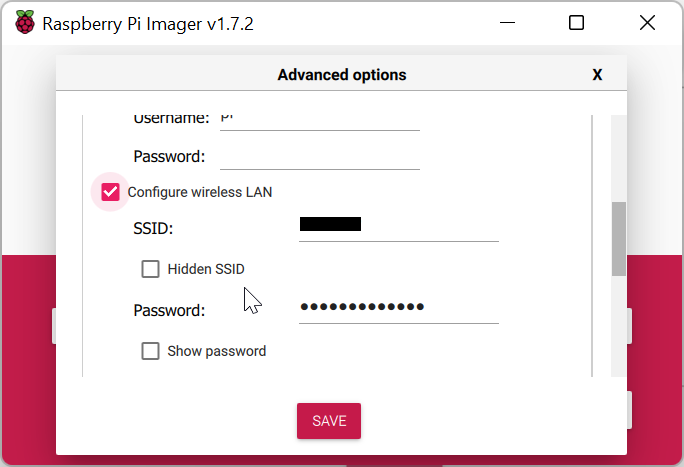 Raspberry Pi Imager v1.7.2
Advanced options X
Username: pi
Password:
Configure wireless LAN
SSID:
Hidden SSID
Password: •••••••••••••
Show password
SAVE